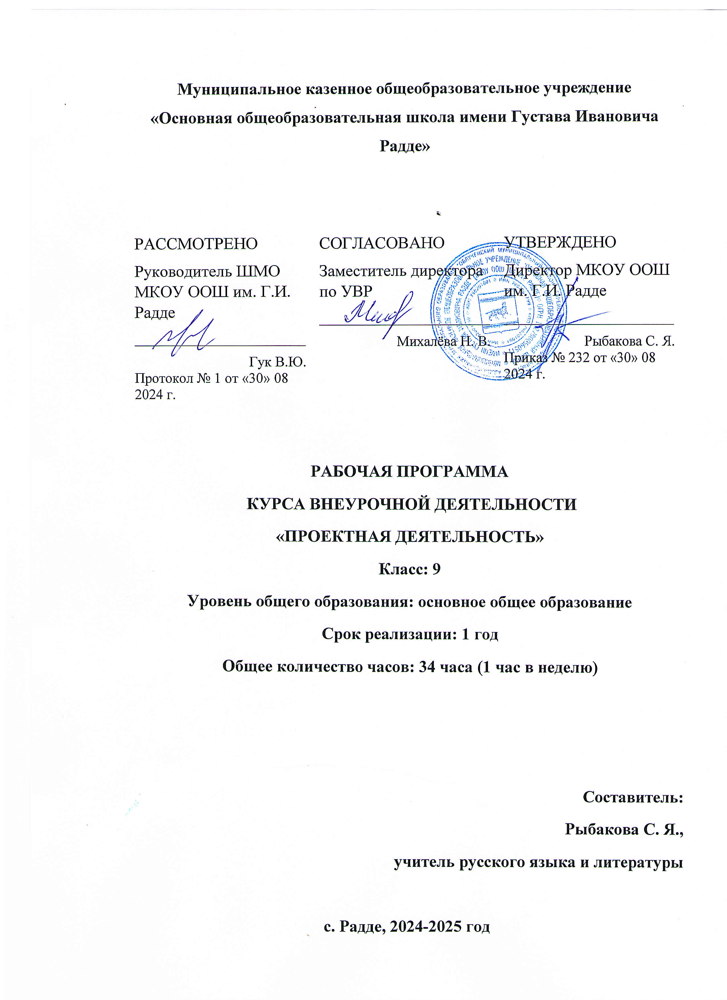 Муниципальное казенное общеобразовательное учреждение
«Основная общеобразовательная школа имени Густава Ивановича
Радде»
РАССМОТРЕНО
Руководитель ШМО
МКОУ ООШ им. Г.И.
Радде
Гук В.Ю.
Протокол № 1 от «30» 08
2024 г.
СОГЛАСОВАНО
Заместитель директора
по УВР
Михалёва Н. В.
УТВЕРЖДЕНО
Директор МКОУ ООШ
им. Г.И. Радде
Рыбакова С. Я.
Приказ № 232 от «30» 08
2024 г.
РАБОЧАЯ ПРОГРАММА
КУРСА ВНЕУРОЧНОЙ ДЕЯТЕЛЬНОСТИ
«ПРОЕКТНАЯ ДЕЯТЕЛЬНОСТЬ»
Класс: 9
Уровень общего образования: основное общее образование
Срок реализации: 1 год
Общее количество часов: 34 часа (1 час в неделю)
Составитель:
Рыбакова С. Я.,
учитель русского языка и литературы
с. Радде, 2024-2025 год